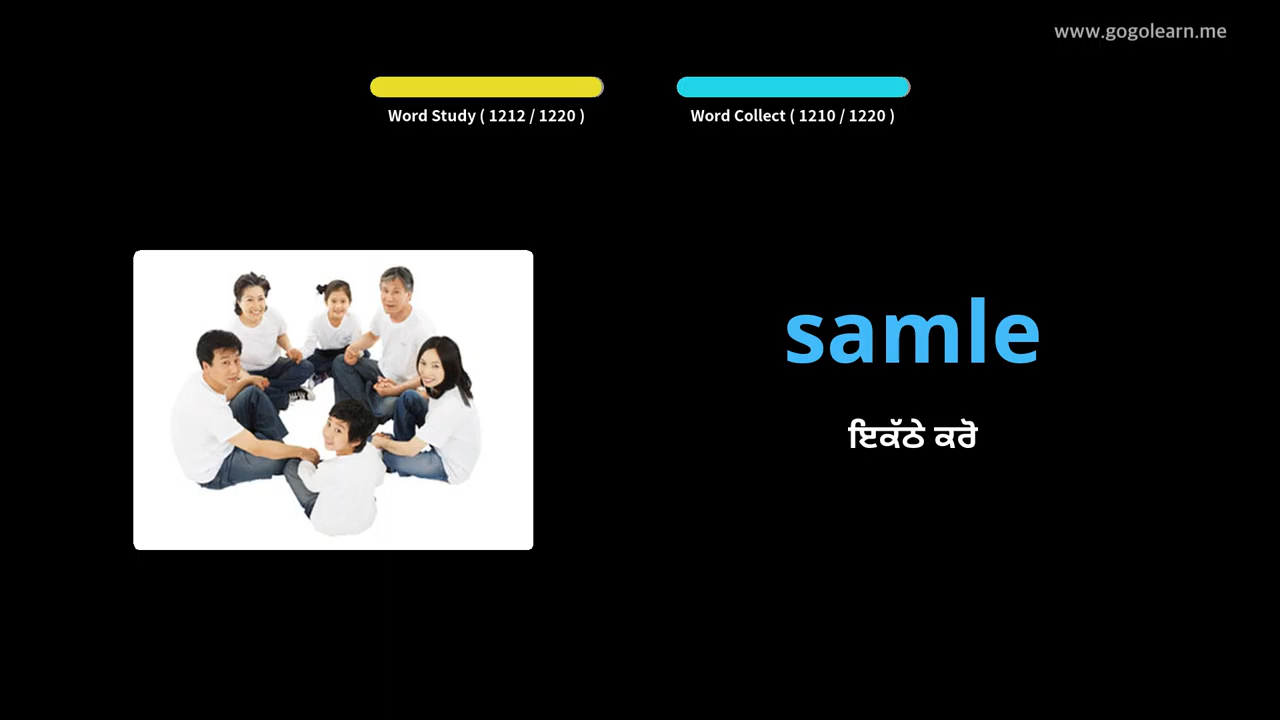 www.gogolearn.me
Word Study ( 1212 / 1220 )
Word Collect ( 1210 / 1220 )
samle
ਇਕੱਠੇ ਕਰੋ